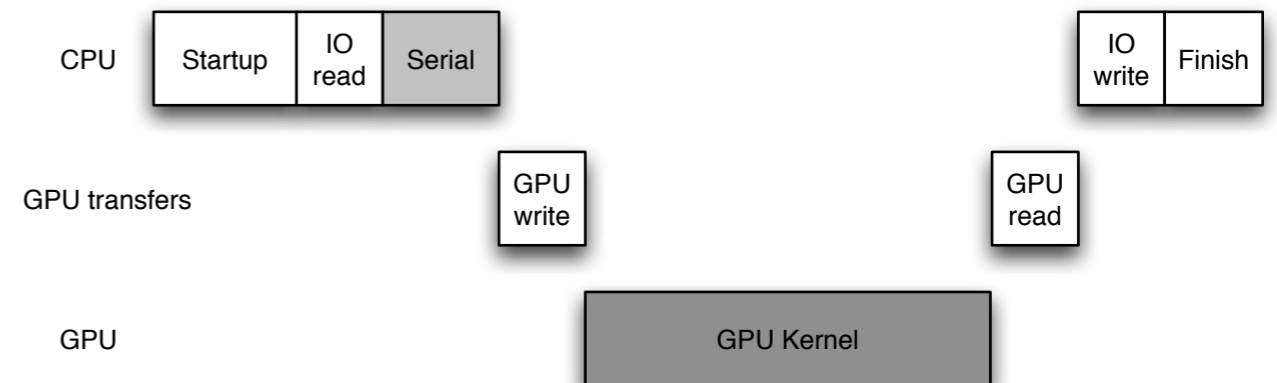 CPU
Startup
IO
read
Serial
IO
write
Finish
GPU transfers
GPU
write
GPU
read
GPU
GPU Kernel